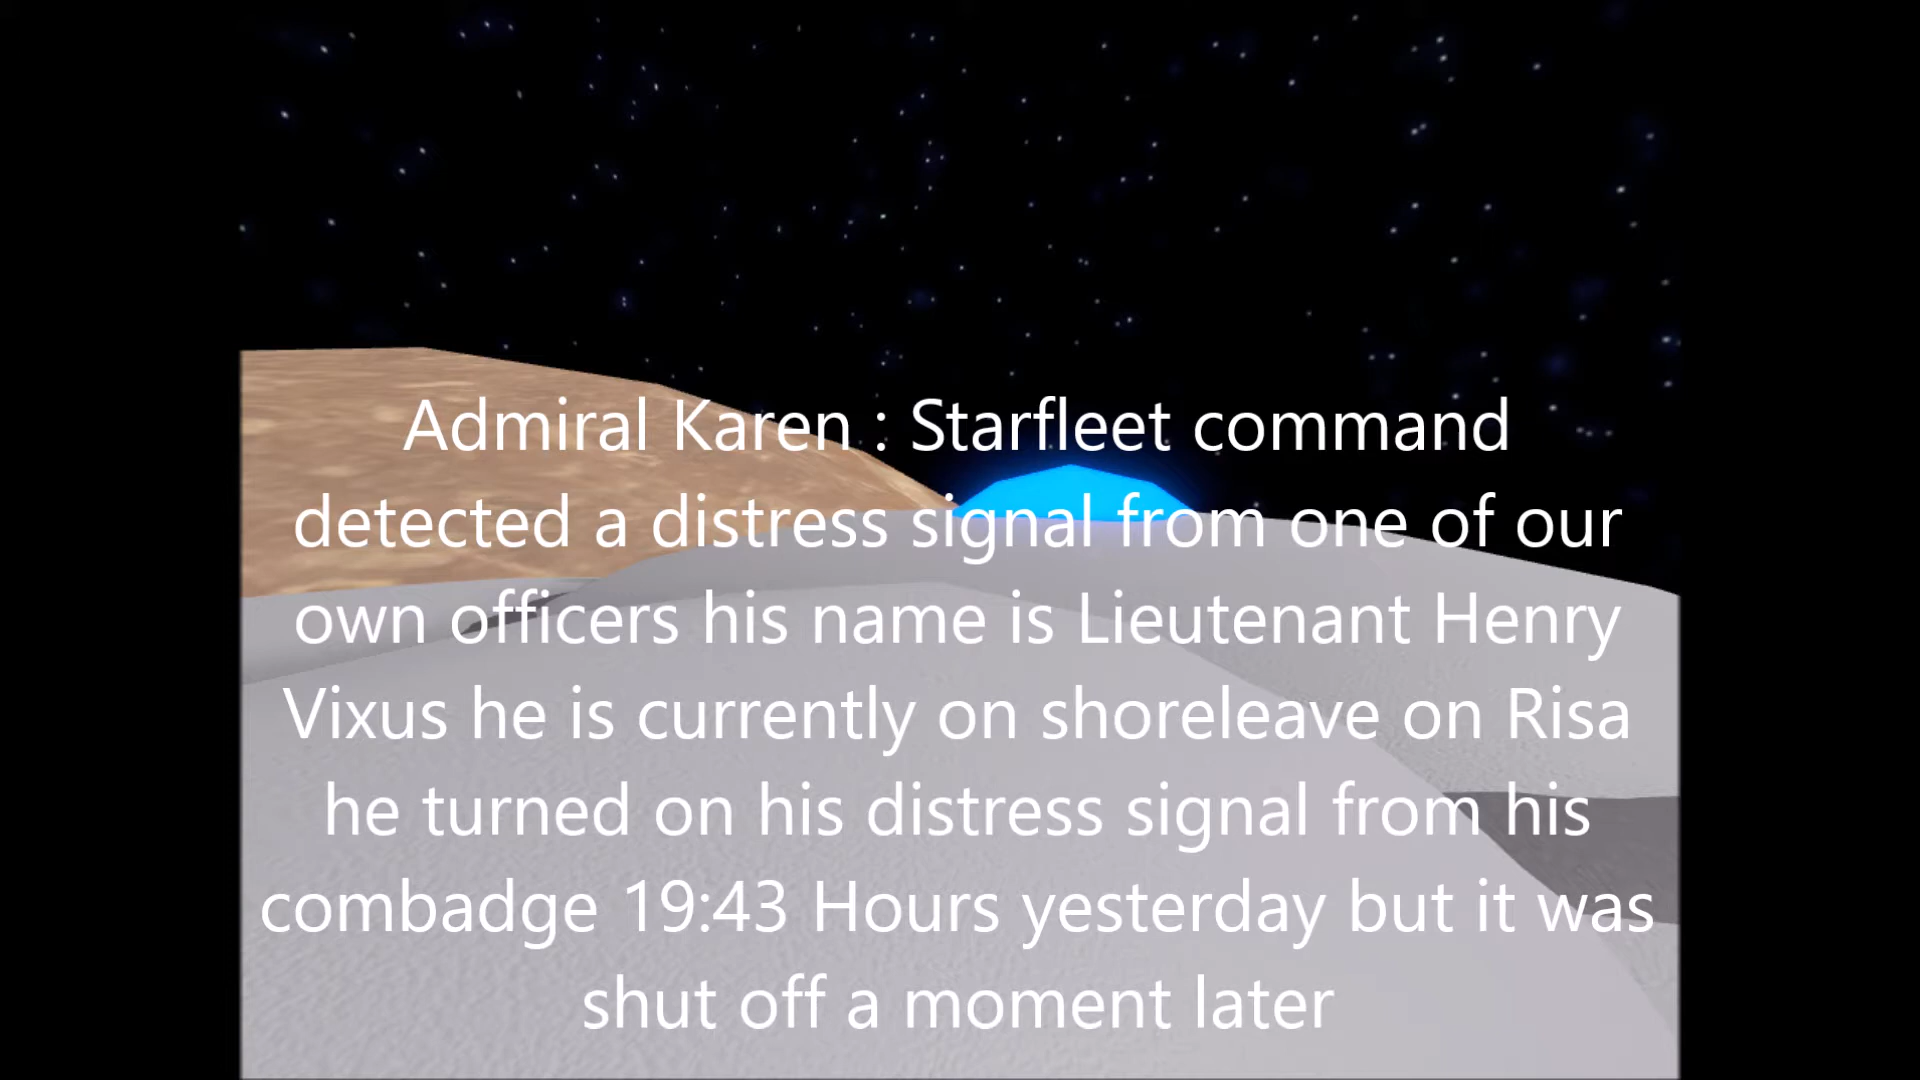 Admiral Karen : Starfleet command
detected a distress signal from one of our
own officers his name is Lieutenant Henry
Vixus he is currently on shoreleave on Risa
he turned on his distress signal from his
combadge 19:43 Hours yesterday but it was
shut off a moment later